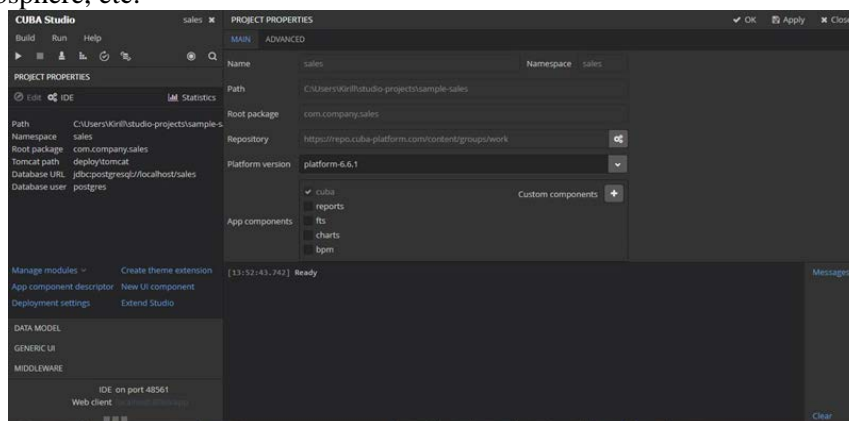 osphere, etc.
CUBA Studio sales ✖
Build Run Help
PROJECT PROPERTIES
Edit IDE Statistics
Path C:\Users\Kirill\studio-projects\sample-s
Namespace sales
Root package com.company.sales
Tomcat path deploy\tomcat
Database URL jdbc:postgresql://localhost/sales
Database user postgres
Manage modules Create theme extension
App component descriptor New UI component
Deployment settings Extend Studio
DATA MODEL
GENERIC UI
MIDDLEWARE
IDE on port 48561
Web client
PROJECT PROPERTIES OK Apply Close
MAIN ADVANCED
Name sales Namespace sales
Path C:\Users\Kirill\studio-projects\sample-sales
Root package com.company.sales
Repository https://repo.cuba-platform.com/content/groups/work
Platform version platform-6.6.1
App components
cuba
reports
fts
charts
bpm
Custom components +
[13:52:43.742] Ready
Messages
Clear